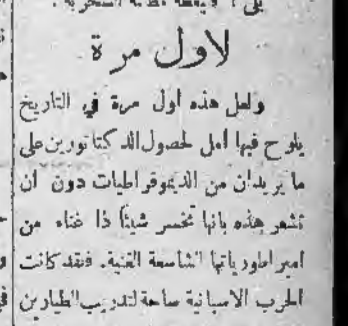 لاول مرة
ولعل هذه اول مرة في التاريخ
يلوح فيها امل لحصول الدكتاتورين على
ما يريدان من الديموقراطيات دون ان
تشعر هذه بانها تخسر شيئا ذا غناء من
امبراطورياتها الشاسعة الغنية. فقد كانت
الحرب الاسبانية ساحة لتدريب الطيارين